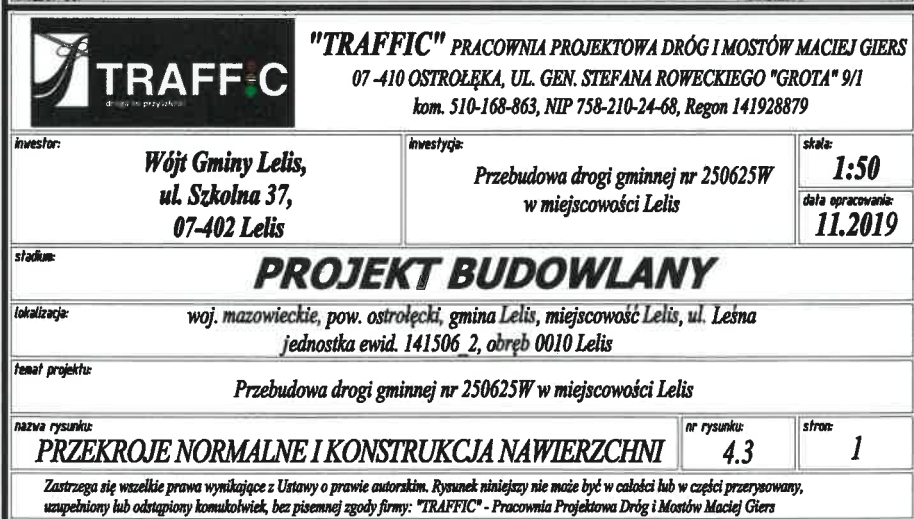 TRAFFIC
"TRAFFIC" PRACOWNIA PROJEKTOWA DRÓG I MOSTÓW MACIEJ GIERS
07 -410 OSTROŁĘKA, UL. GEN. STEFANA ROWECKIEGO "GROTA" 9/1
kom. 510-168-863, NIP 758-210-24-68, Regon 141928879
inwestor:
Wójt Gminy Lelis,
ul. Szkolna 37,
07-402 Lelis
inwestycja:
Przebudowa drogi gminnej nr 250625W
w miejscowości Lelis
skala:
1:50
data opracowania:
11.2019
stadium:
PROJEKT BUDOWLANY
lokalizacja:
woj. mazowieckie, pow. ostrołęcki, gmina Lelis, miejscowość Lelis, ul. Leśna
jednostka ewid. 141506_2, obręb 0010 Lelis
temat projektu:
Przebudowa drogi gminnej nr 250625W w miejscowości Lelis
nazwa rysunku:
PRZEKROJE NORMALNE I KONSTRUKCJA NAWIERZCHNI
nr rysunku:
4.3
stron:
1
Zastrzega się wszelkie prawa wynikające z Ustawy o prawie autorskim. Rysunek niniejszy nie może być w całości lub w części przerysowany,
uzupełniony lub odstąpiony komukolwiek, bez pisemnej zgody firmy: "TRAFFIC" - Pracownia Projektowa Dróg i Mostów Maciej Giers